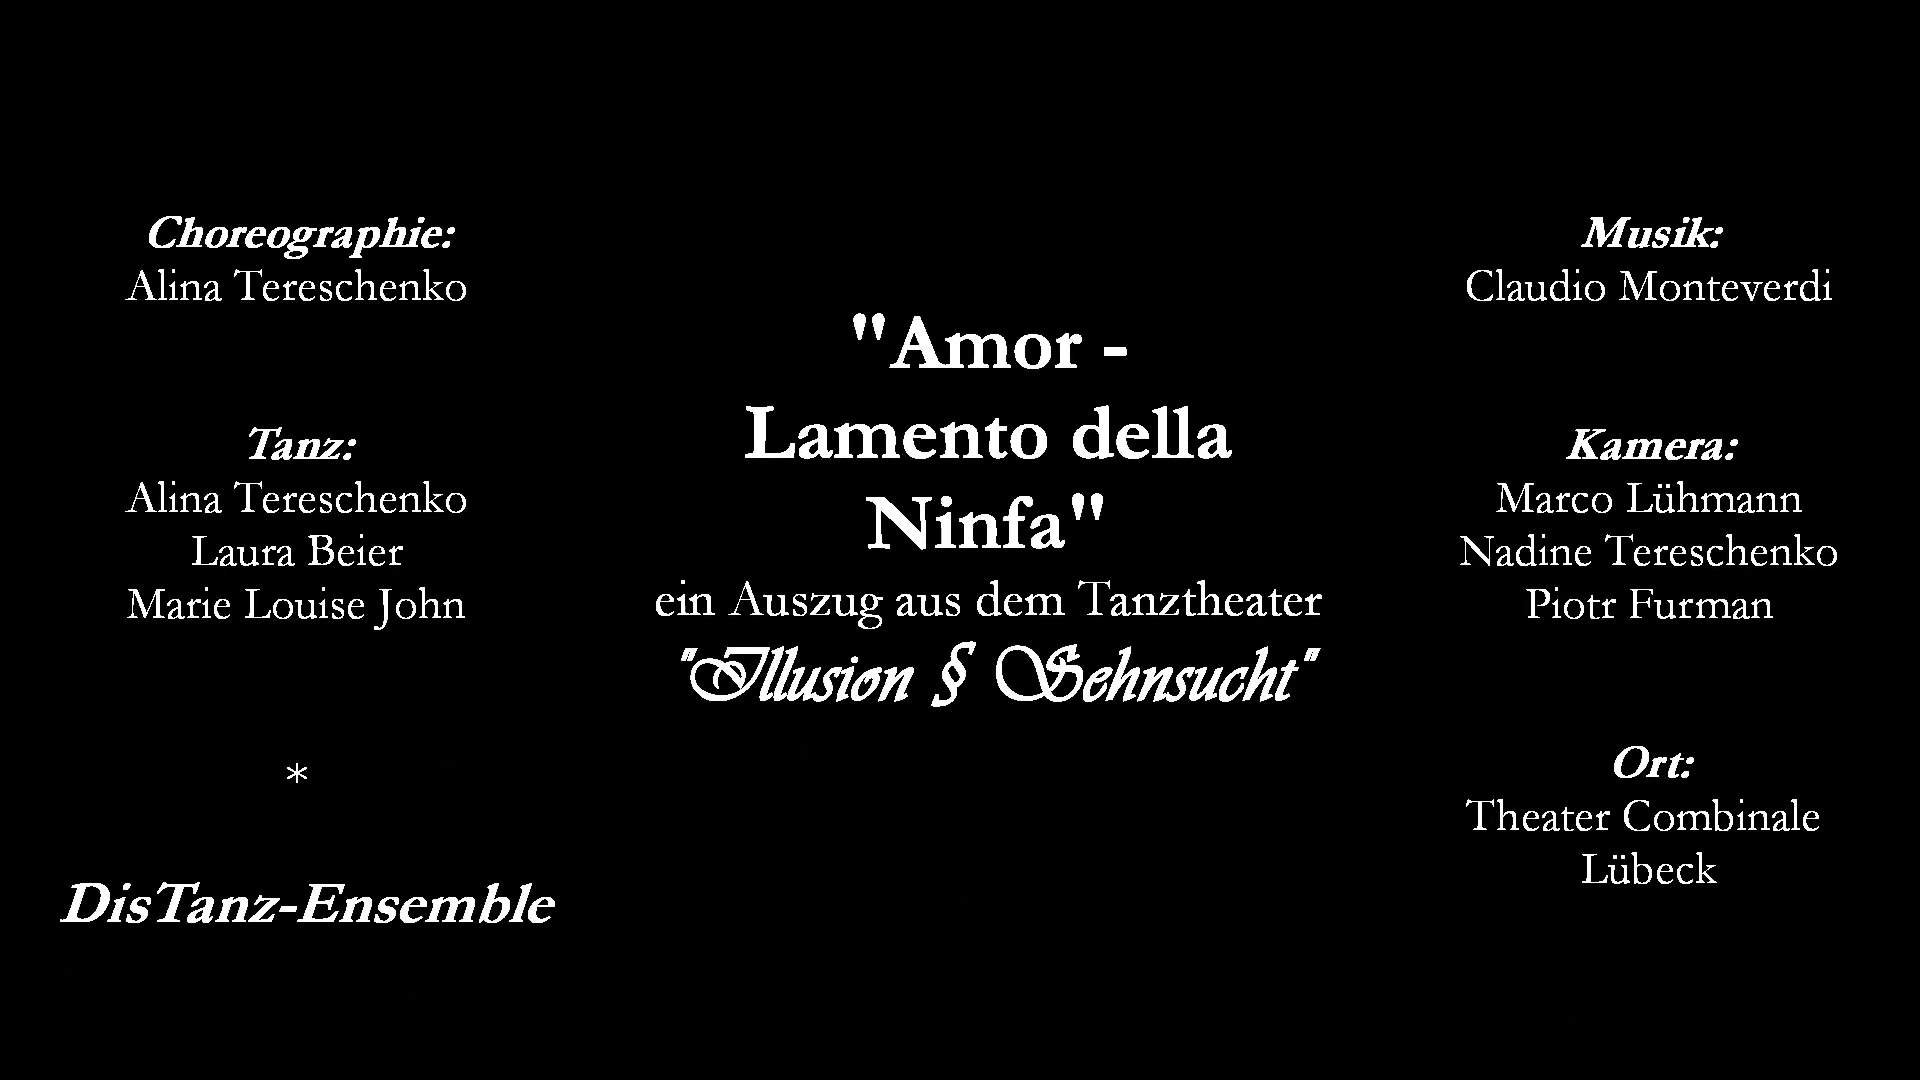 Choreographie:
Alina Tereschenko
Tanz:
Alina Tereschenko
Laura Beier
Marie Louise John
*
DisTanz-Ensemble
"Amor -
Lamento della
Ninfa"
ein Auszug aus dem Tanztheater
"Illusion § Sehnsucht"
Musik:
Claudio Monteverdi
Kamera:
Marco Lühmann
Nadine Tereschenko
Piotr Furman
Ort:
Theater Combinale
Lübeck